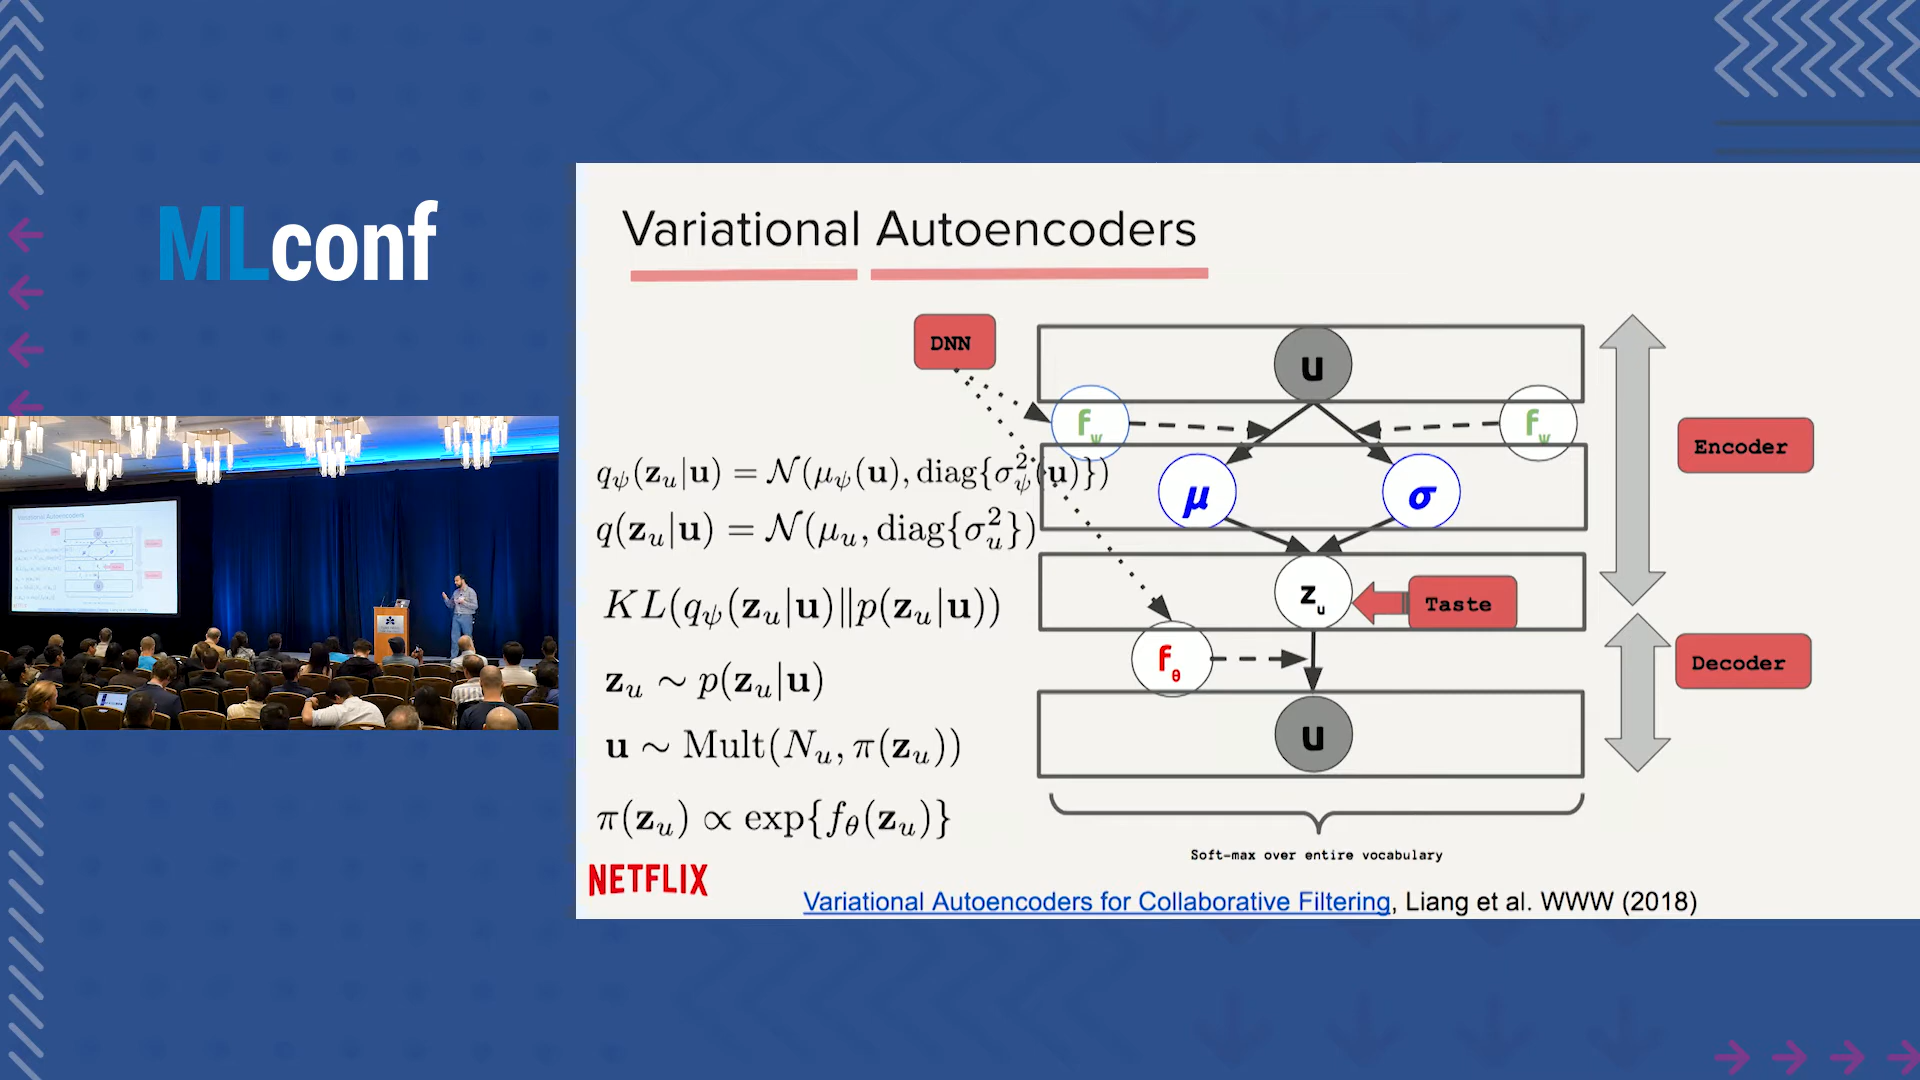 MLconf
Variational Autoencoders
DNN
u
f_ψ
f_ψ
Encoder
q_ψ(z_u|u) = N(μ_ψ(u), diag{σ²_ψ(u)})
μ
σ
q(z_u|u) = N(μ_u, diag{σ²_u})
KL(q_ψ(z_u|u)‖p(z_u|u))
z_u
Taste
f_θ
Decoder
z_u ∼ p(z_u|u)
u ∼ Mult(N_u, π(z_u))
u
π(z_u) ∝ exp{f_θ(z_u)}
Soft-max over entire vocabulary
NETFLIX
Variational Autoencoders for Collaborative Filtering, Liang et al. WWW (2018)